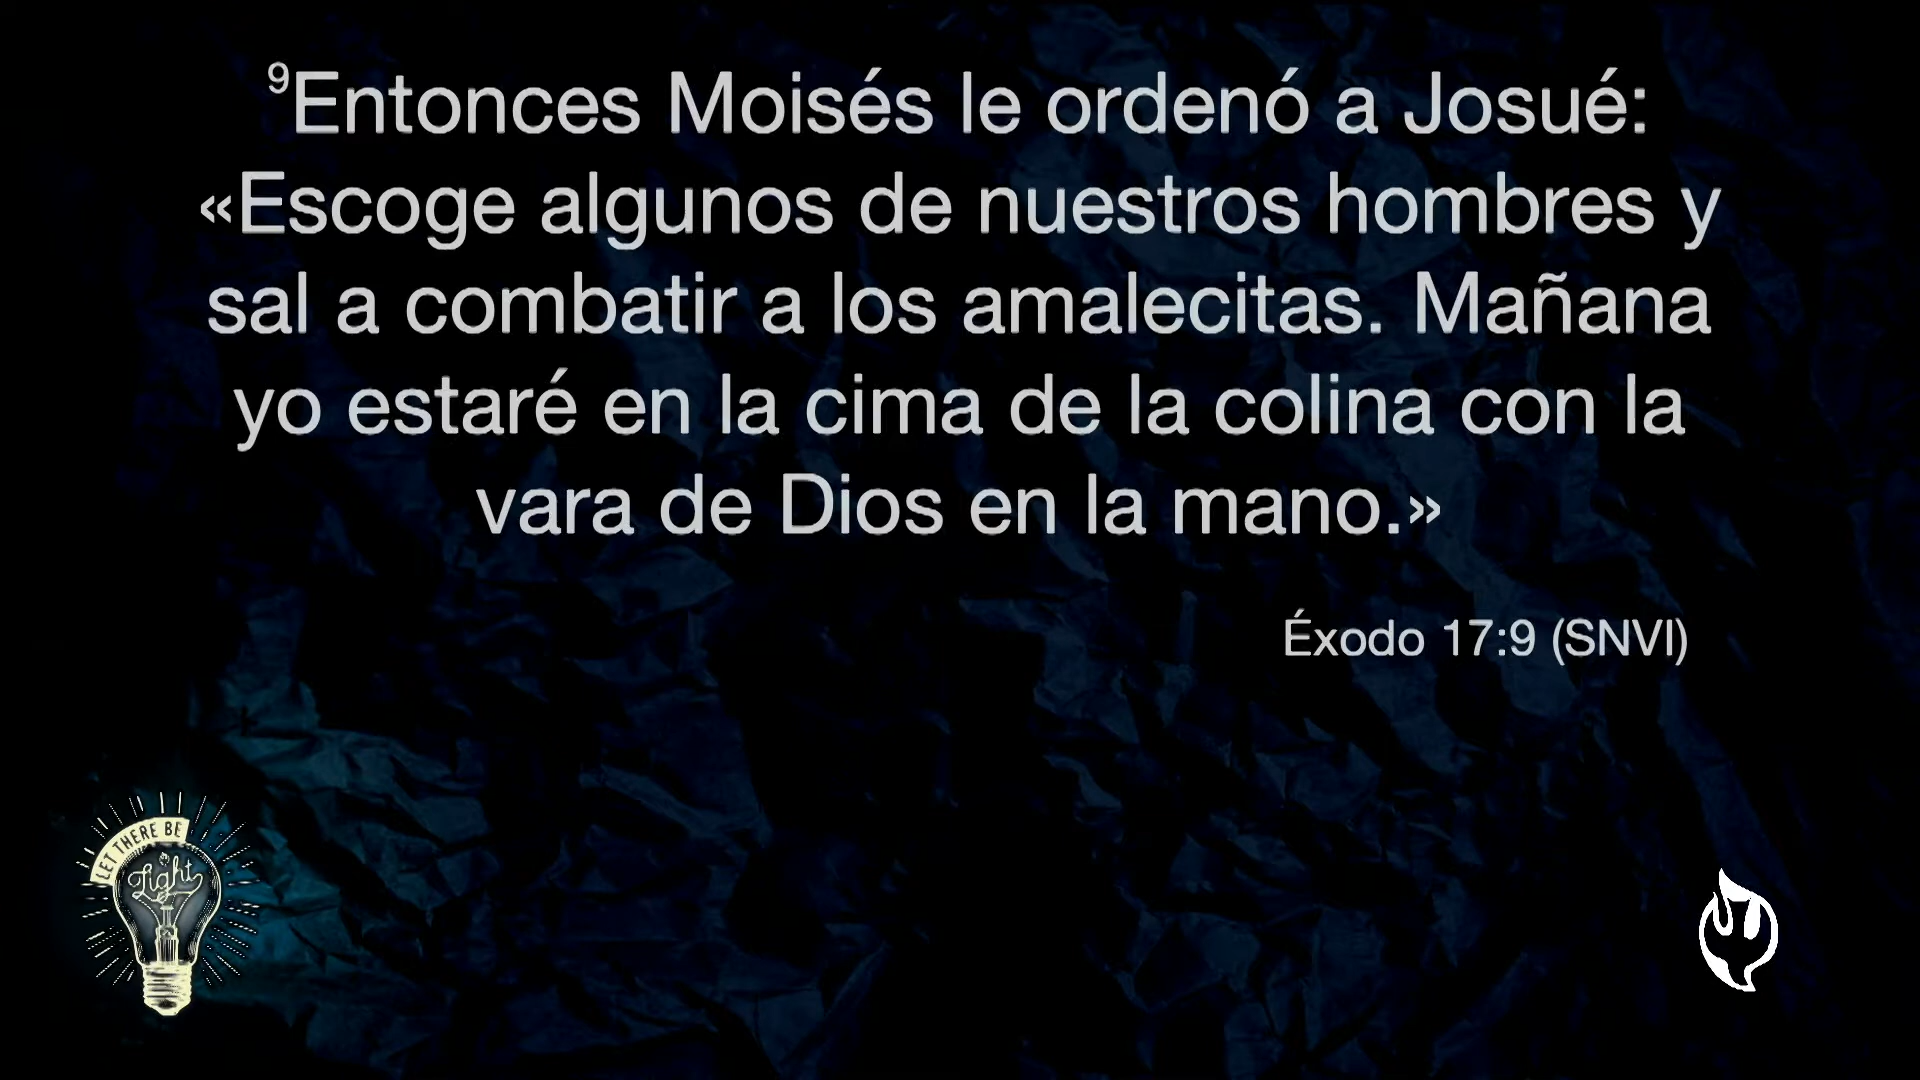 ⁹Entonces Moisés le ordenó a Josué:
«Escoge algunos de nuestros hombres y
sal a combatir a los amalecitas. Mañana
yo estaré en la cima de la colina con la
vara de Dios en la mano.»
Éxodo 17:9 (SNVI)
LET THERE BE
Light